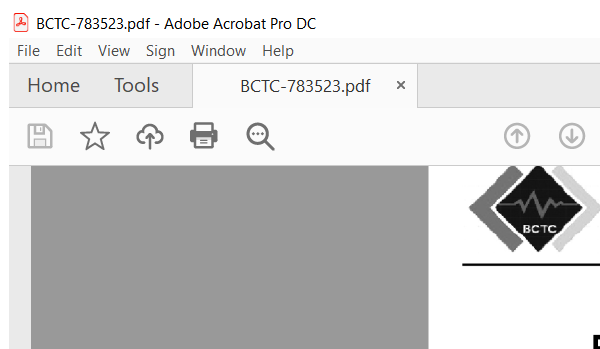 BCTC-783523.pdf - Adobe Acrobat Pro DC
File Edit View Sign Window Help
Home Tools BCTC-783523.pdf ×
BCTC